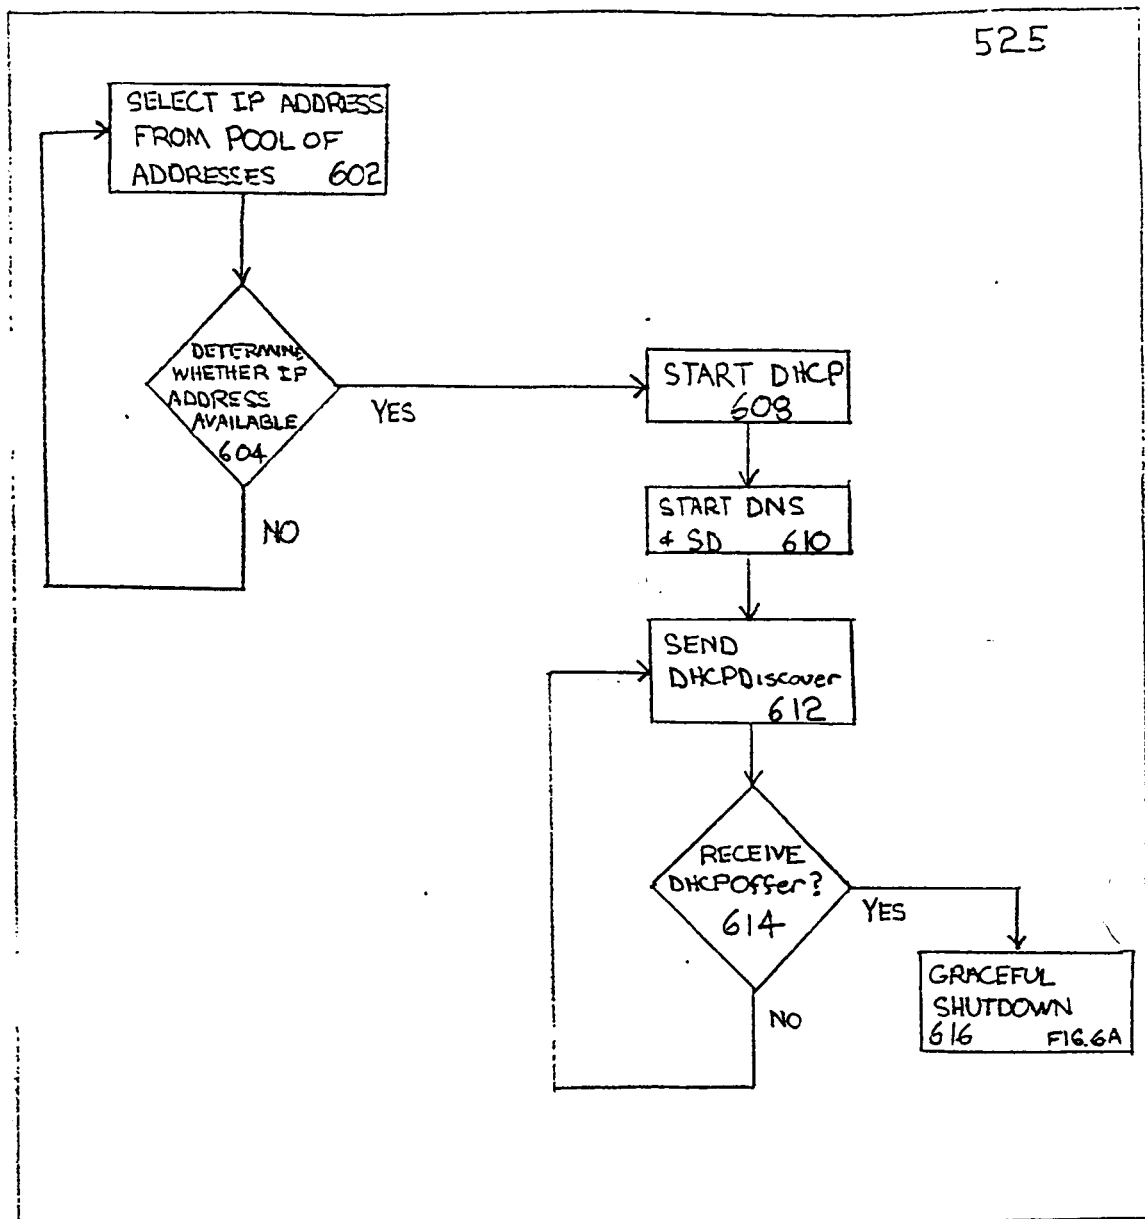 525
SELECT IP ADDRESS
FROM POOL OF
ADDRESSES 602
DETERMINE
WHETHER IP
ADDRESS
AVAILABLE
604
YES
NO
START DHCP
608
START DNS
& SD 610
SEND
DHCPDiscover
612
RECEIVE
DHCPOffer?
614
YES
NO
GRACEFUL
SHUTDOWN
616 FIG.6A